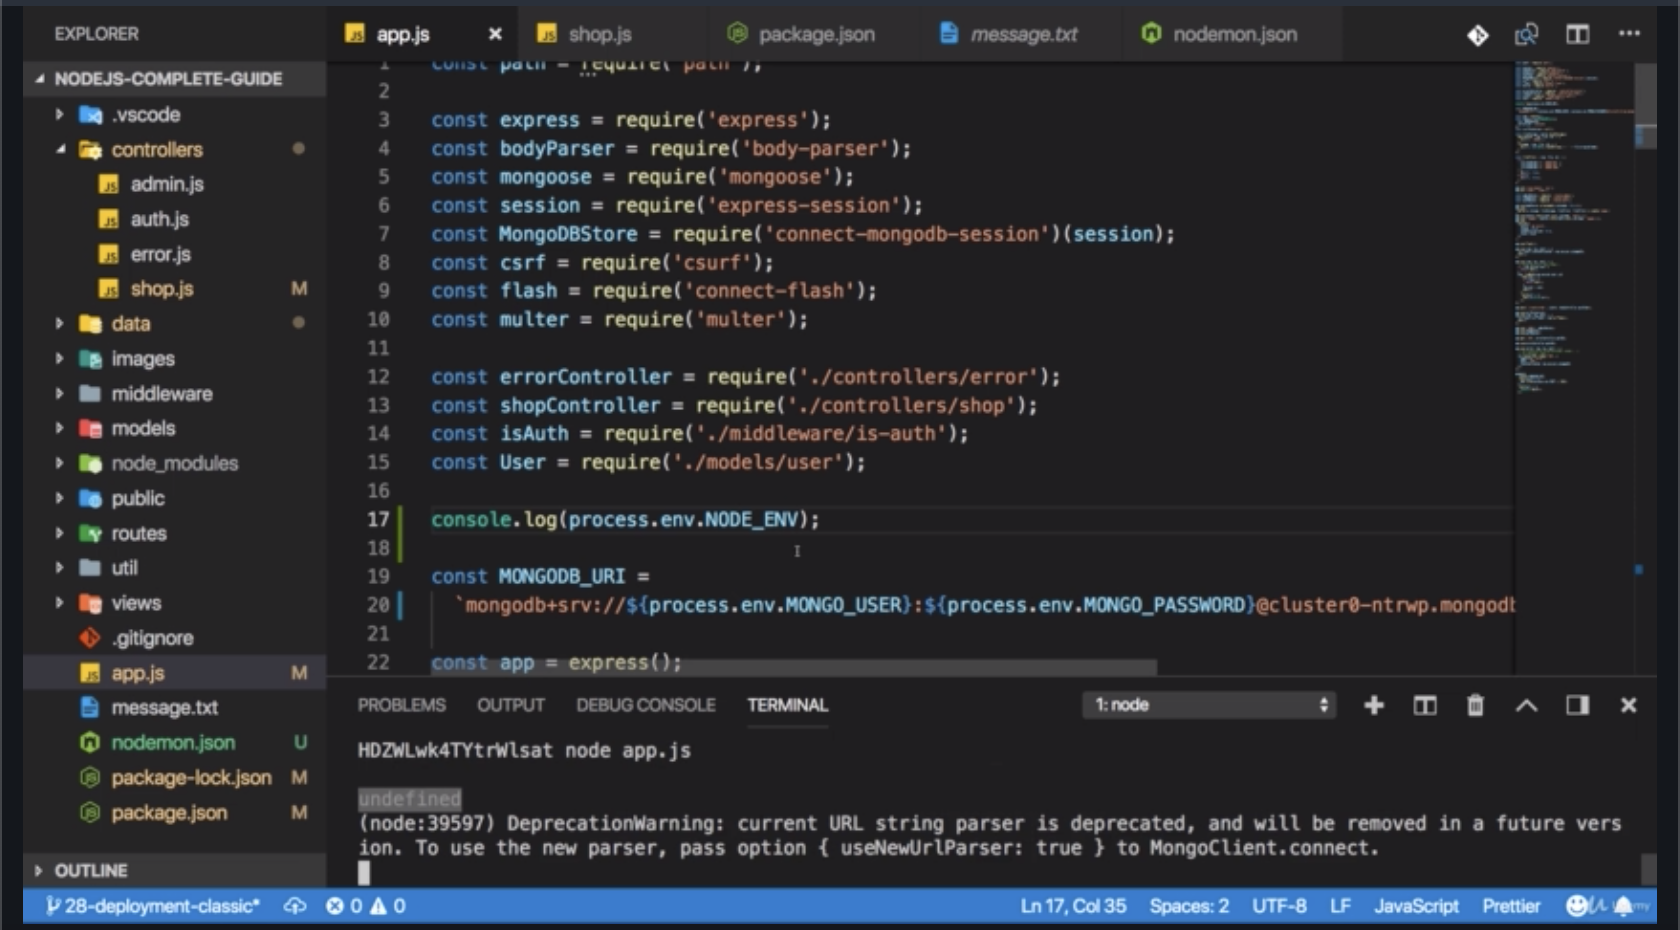 EXPLORER
app.js
shop.js
package.json
message.txt
nodemon.json
NODEJS-COMPLETE-GUIDE
.vscode
controllers
admin.js
auth.js
error.js
shop.js M
data
images
middleware
models
node_modules
public
routes
util
views
.gitignore
app.js M
message.txt
nodemon.json U
package-lock.json M
package.json M
OUTLINE
1 const path = require('path');
2
3 const express = require('express');
4 const bodyParser = require('body-parser');
5 const mongoose = require('mongoose');
6 const session = require('express-session');
7 const MongoDBStore = require('connect-mongodb-session')(session);
8 const csrf = require('csurf');
9 const flash = require('connect-flash');
10 const multer = require('multer');
11
12 const errorController = require('./controllers/error');
13 const shopController = require('./controllers/shop');
14 const isAuth = require('./middleware/is-auth');
15 const User = require('./models/user');
16
17 console.log(process.env.NODE_ENV);
18
19 const MONGODB_URI =
20 `mongodb+srv://${process.env.MONGO_USER}:${process.env.MONGO_PASSWORD}@cluster0-ntrwp.mongodb
21
22 const app = express();
PROBLEMS OUTPUT DEBUG CONSOLE TERMINAL 1: node
HDZWLwk4TYtrWlsat node app.js
undefined
(node:39597) DeprecationWarning: current URL string parser is deprecated, and will be removed in a future vers
ion. To use the new parser, pass option { useNewUrlParser: true } to MongoClient.connect.
28-deployment-classic* 0 0 Ln 17, Col 35 Spaces: 2 UTF-8 LF JavaScript Prettier